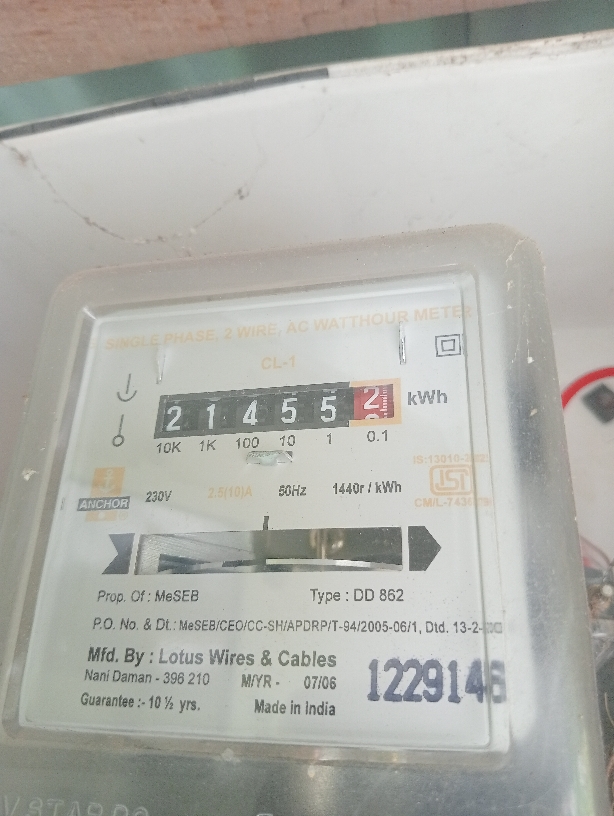 SINGLE PHASE, 2 WIRE, AC WATTHOUR METER
CL-1
2 1 4 5 5 2 kWh
10K 1K 100 10 1 0.1
ANCHOR
230V 2.5(10)A 50Hz 1440r / kWh
ISI
Prop. Of : MeSEB Type : DD 862
P.O. No. & Dt.: MeSEB/CEO/CC-SH/APDRP/T-94/2005-06/1, Dtd. 13-2-
Mfd. By : Lotus Wires & Cables
Nani Daman - 396 210 M/YR - 07/06
Guarantee :- 10 ½ yrs. Made in India
1229148